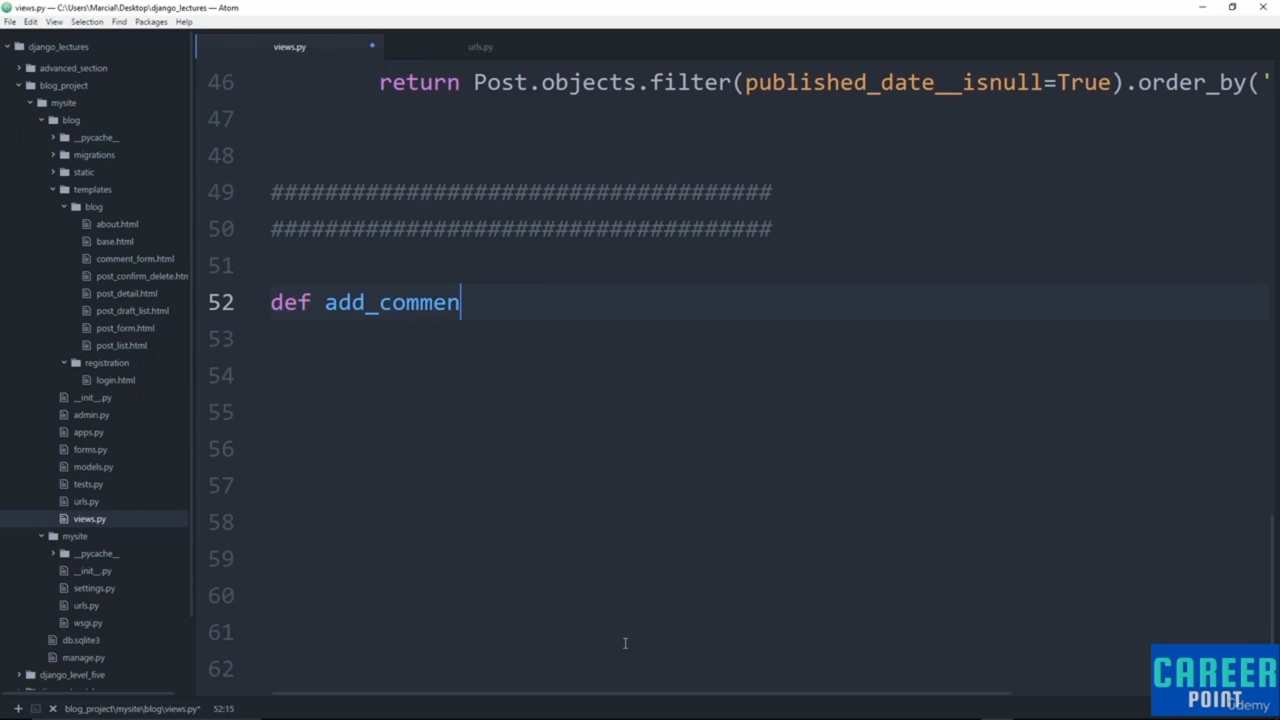 views.py — C:\Users\Marcial\Desktop\django_lectures — Atom
File Edit View Selection Find Packages Help
django_lectures
advanced_section
blog_project
mysite
blog
__pycache__
migrations
static
templates
blog
about.html
base.html
comment_form.html
post_confirm_delete.htm
post_detail.html
post_draft_list.html
post_form.html
post_list.html
registration
login.html
__init__.py
admin.py
apps.py
forms.py
models.py
tests.py
urls.py
views.py
mysite
__pycache__
__init__.py
settings.py
urls.py
wsgi.py
db.sqlite3
manage.py
django_level_five
views.py
urls.py
46 return Post.objects.filter(published_date__isnull=True).order_by('
47
48
49 #####################################
50 #####################################
51
52 def add_commen
53
54
55
56
57
58
59
60
61
62
blog_project\mysite\blog\views.py* 52:15
CAREER
POINT
udemy